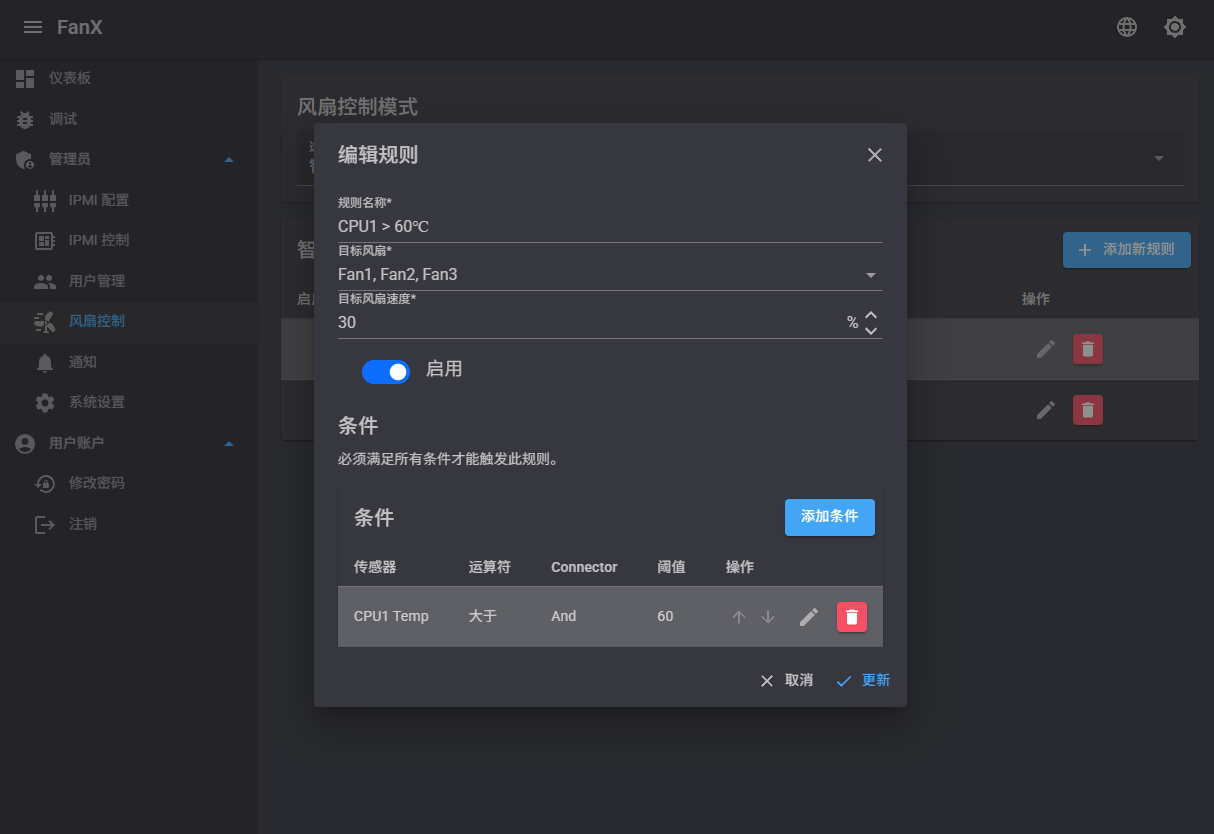 FanX
仪表板
调试
管理员
IPMI 配置
IPMI 控制
用户管理
风扇控制
通知
系统设置
用户账户
修改密码
注销
风扇控制模式
添加新规则
操作
编辑规则
规则名称*
CPU1 > 60℃
目标风扇*
Fan1, Fan2, Fan3
目标风扇速度*
30 %
启用
条件
必须满足所有条件才能触发此规则。
条件 添加条件
传感器 运算符 Connector 阈值 操作
CPU1 Temp 大于 And 60
取消 更新